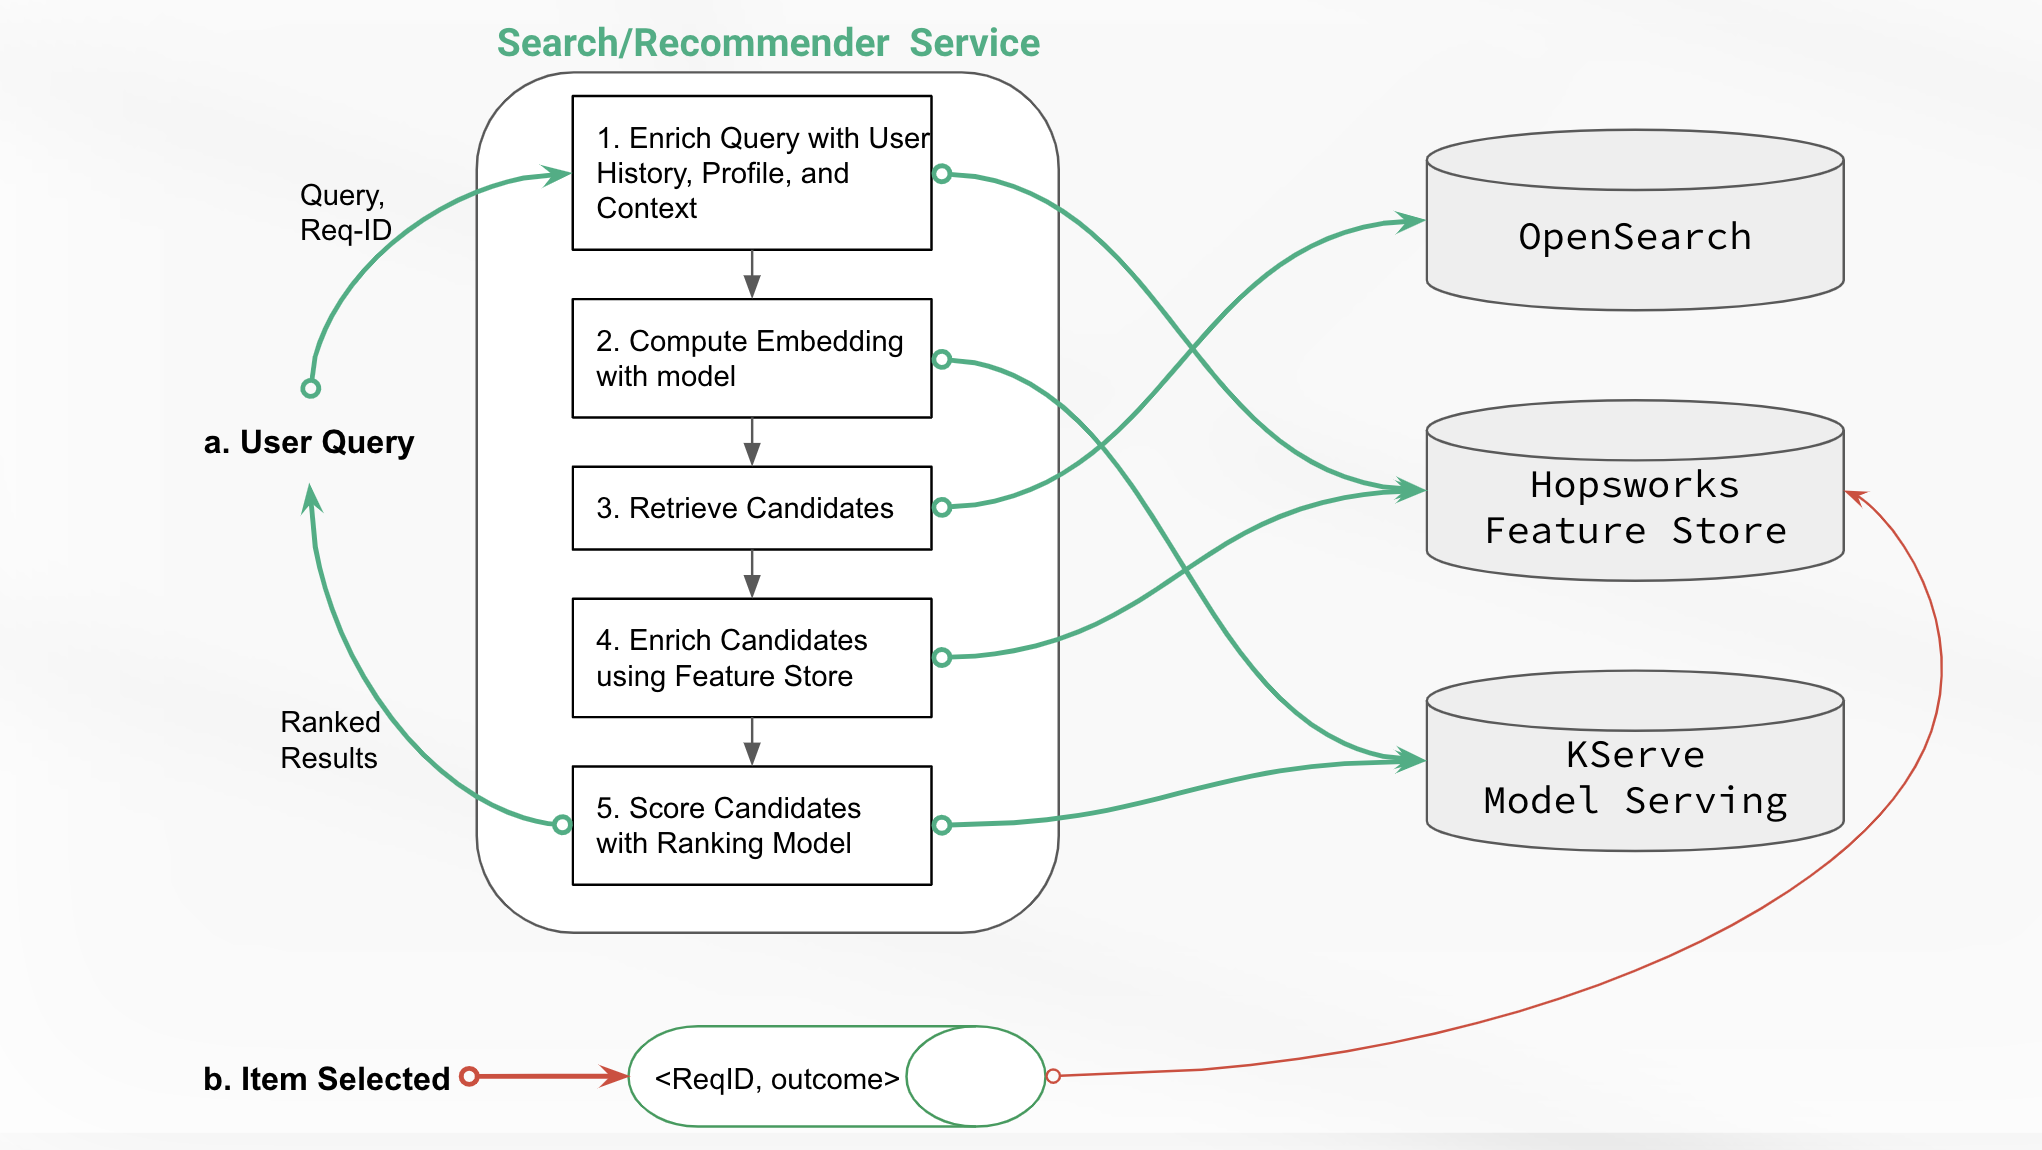 Search/Recommender Service
1. Enrich Query with User
History, Profile, and
Context
Query,
Req-ID
2. Compute Embedding
with model
a. User Query
3. Retrieve Candidates
4. Enrich Candidates
using Feature Store
Ranked
Results
5. Score Candidates
with Ranking Model
OpenSearch
Hopsworks
Feature Store
KServe
Model Serving
b. Item Selected
<ReqID, outcome>